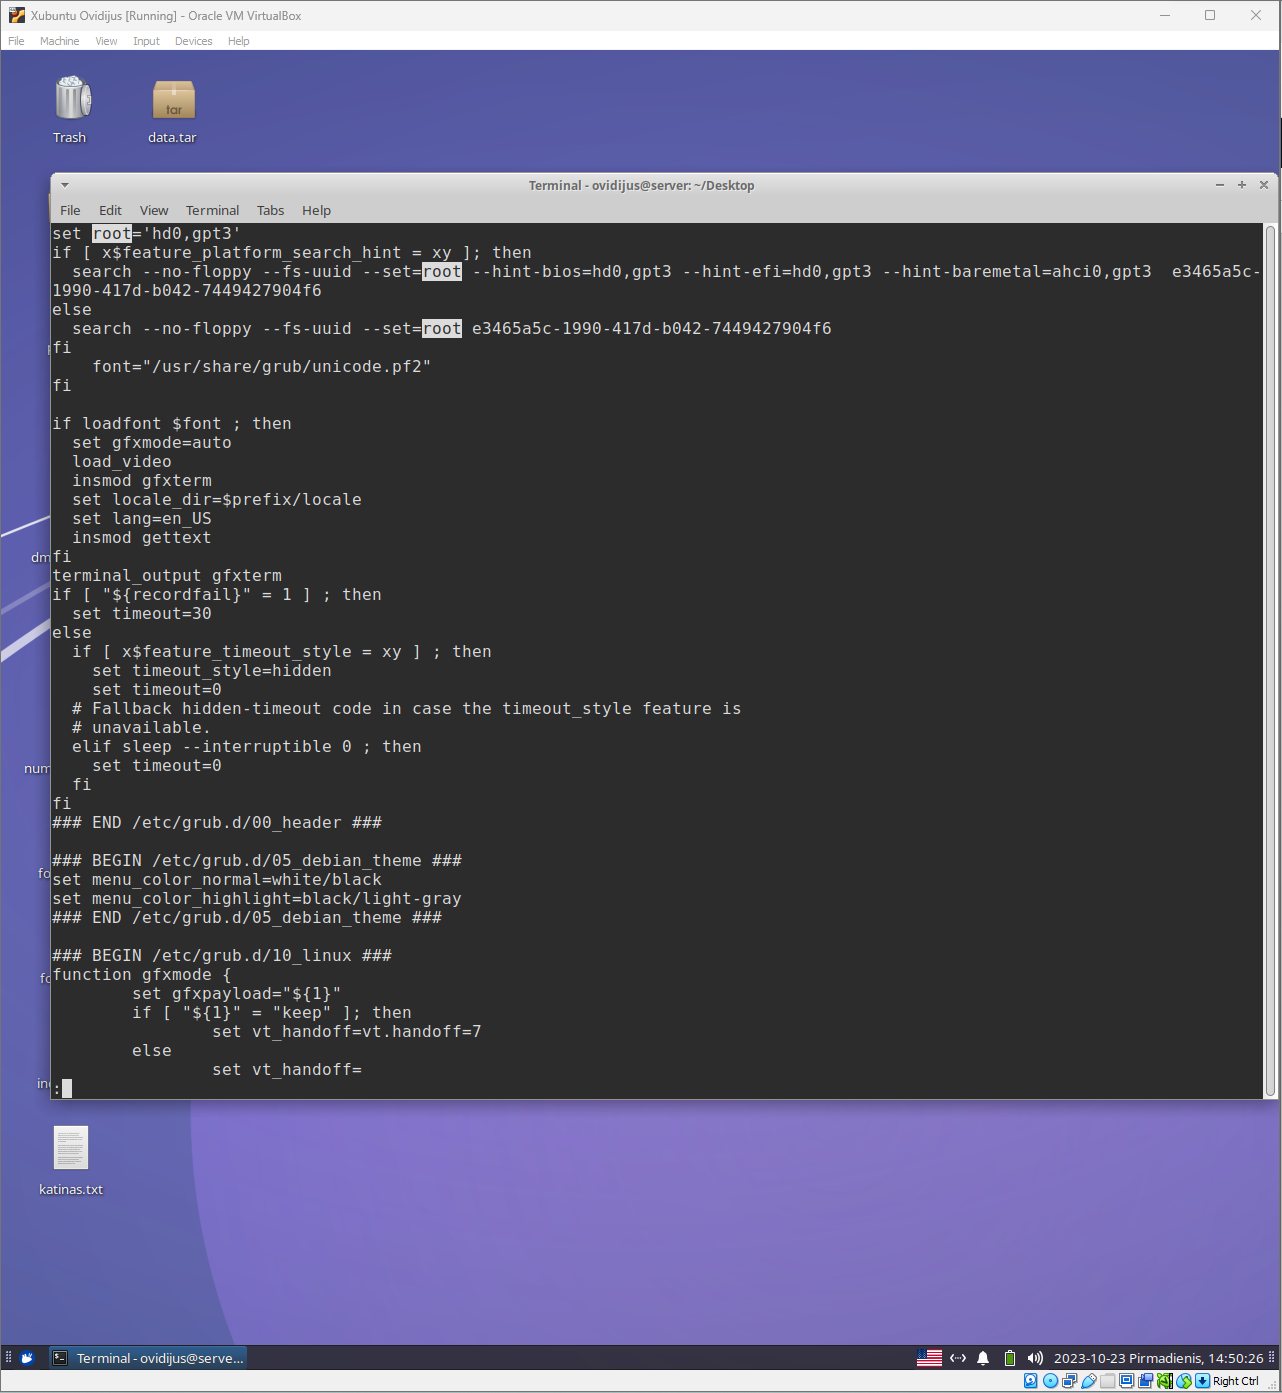 Xubuntu Ovidijus [Running] - Oracle VM VirtualBox
File Machine View Input Devices Help
Trash
data.tar
Terminal - ovidijus@server: ~/Desktop
File Edit View Terminal Tabs Help
set root='hd0,gpt3'
if [ x$feature_platform_search_hint = xy ]; then
  search --no-floppy --fs-uuid --set=root --hint-bios=hd0,gpt3 --hint-efi=hd0,gpt3 --hint-baremetal=ahci0,gpt3  e3465a5c-
1990-417d-b042-7449427904f6
else
  search --no-floppy --fs-uuid --set=root e3465a5c-1990-417d-b042-7449427904f6
fi
    font="/usr/share/grub/unicode.pf2"
fi

if loadfont $font ; then
  set gfxmode=auto
  load_video
  insmod gfxterm
  set locale_dir=$prefix/locale
  set lang=en_US
  insmod gettext
fi
terminal_output gfxterm
if [ "${recordfail}" = 1 ] ; then
  set timeout=30
else
  if [ x$feature_timeout_style = xy ] ; then
    set timeout_style=hidden
    set timeout=0
  # Fallback hidden-timeout code in case the timeout_style feature is
  # unavailable.
  elif sleep --interruptible 0 ; then
    set timeout=0
  fi
fi
### END /etc/grub.d/00_header ###

### BEGIN /etc/grub.d/05_debian_theme ###
set menu_color_normal=white/black
set menu_color_highlight=black/light-gray
### END /etc/grub.d/05_debian_theme ###

### BEGIN /etc/grub.d/10_linux ###
function gfxmode {
        set gfxpayload="${1}"
        if [ "${1}" = "keep" ]; then
                set vt_handoff=vt.handoff=7
        else
                set vt_handoff=
:
dm
num
fo
fo
in
katinas.txt
Terminal - ovidijus@serve...
2023-10-23 Pirmadienis, 14:50:26
Right Ctrl